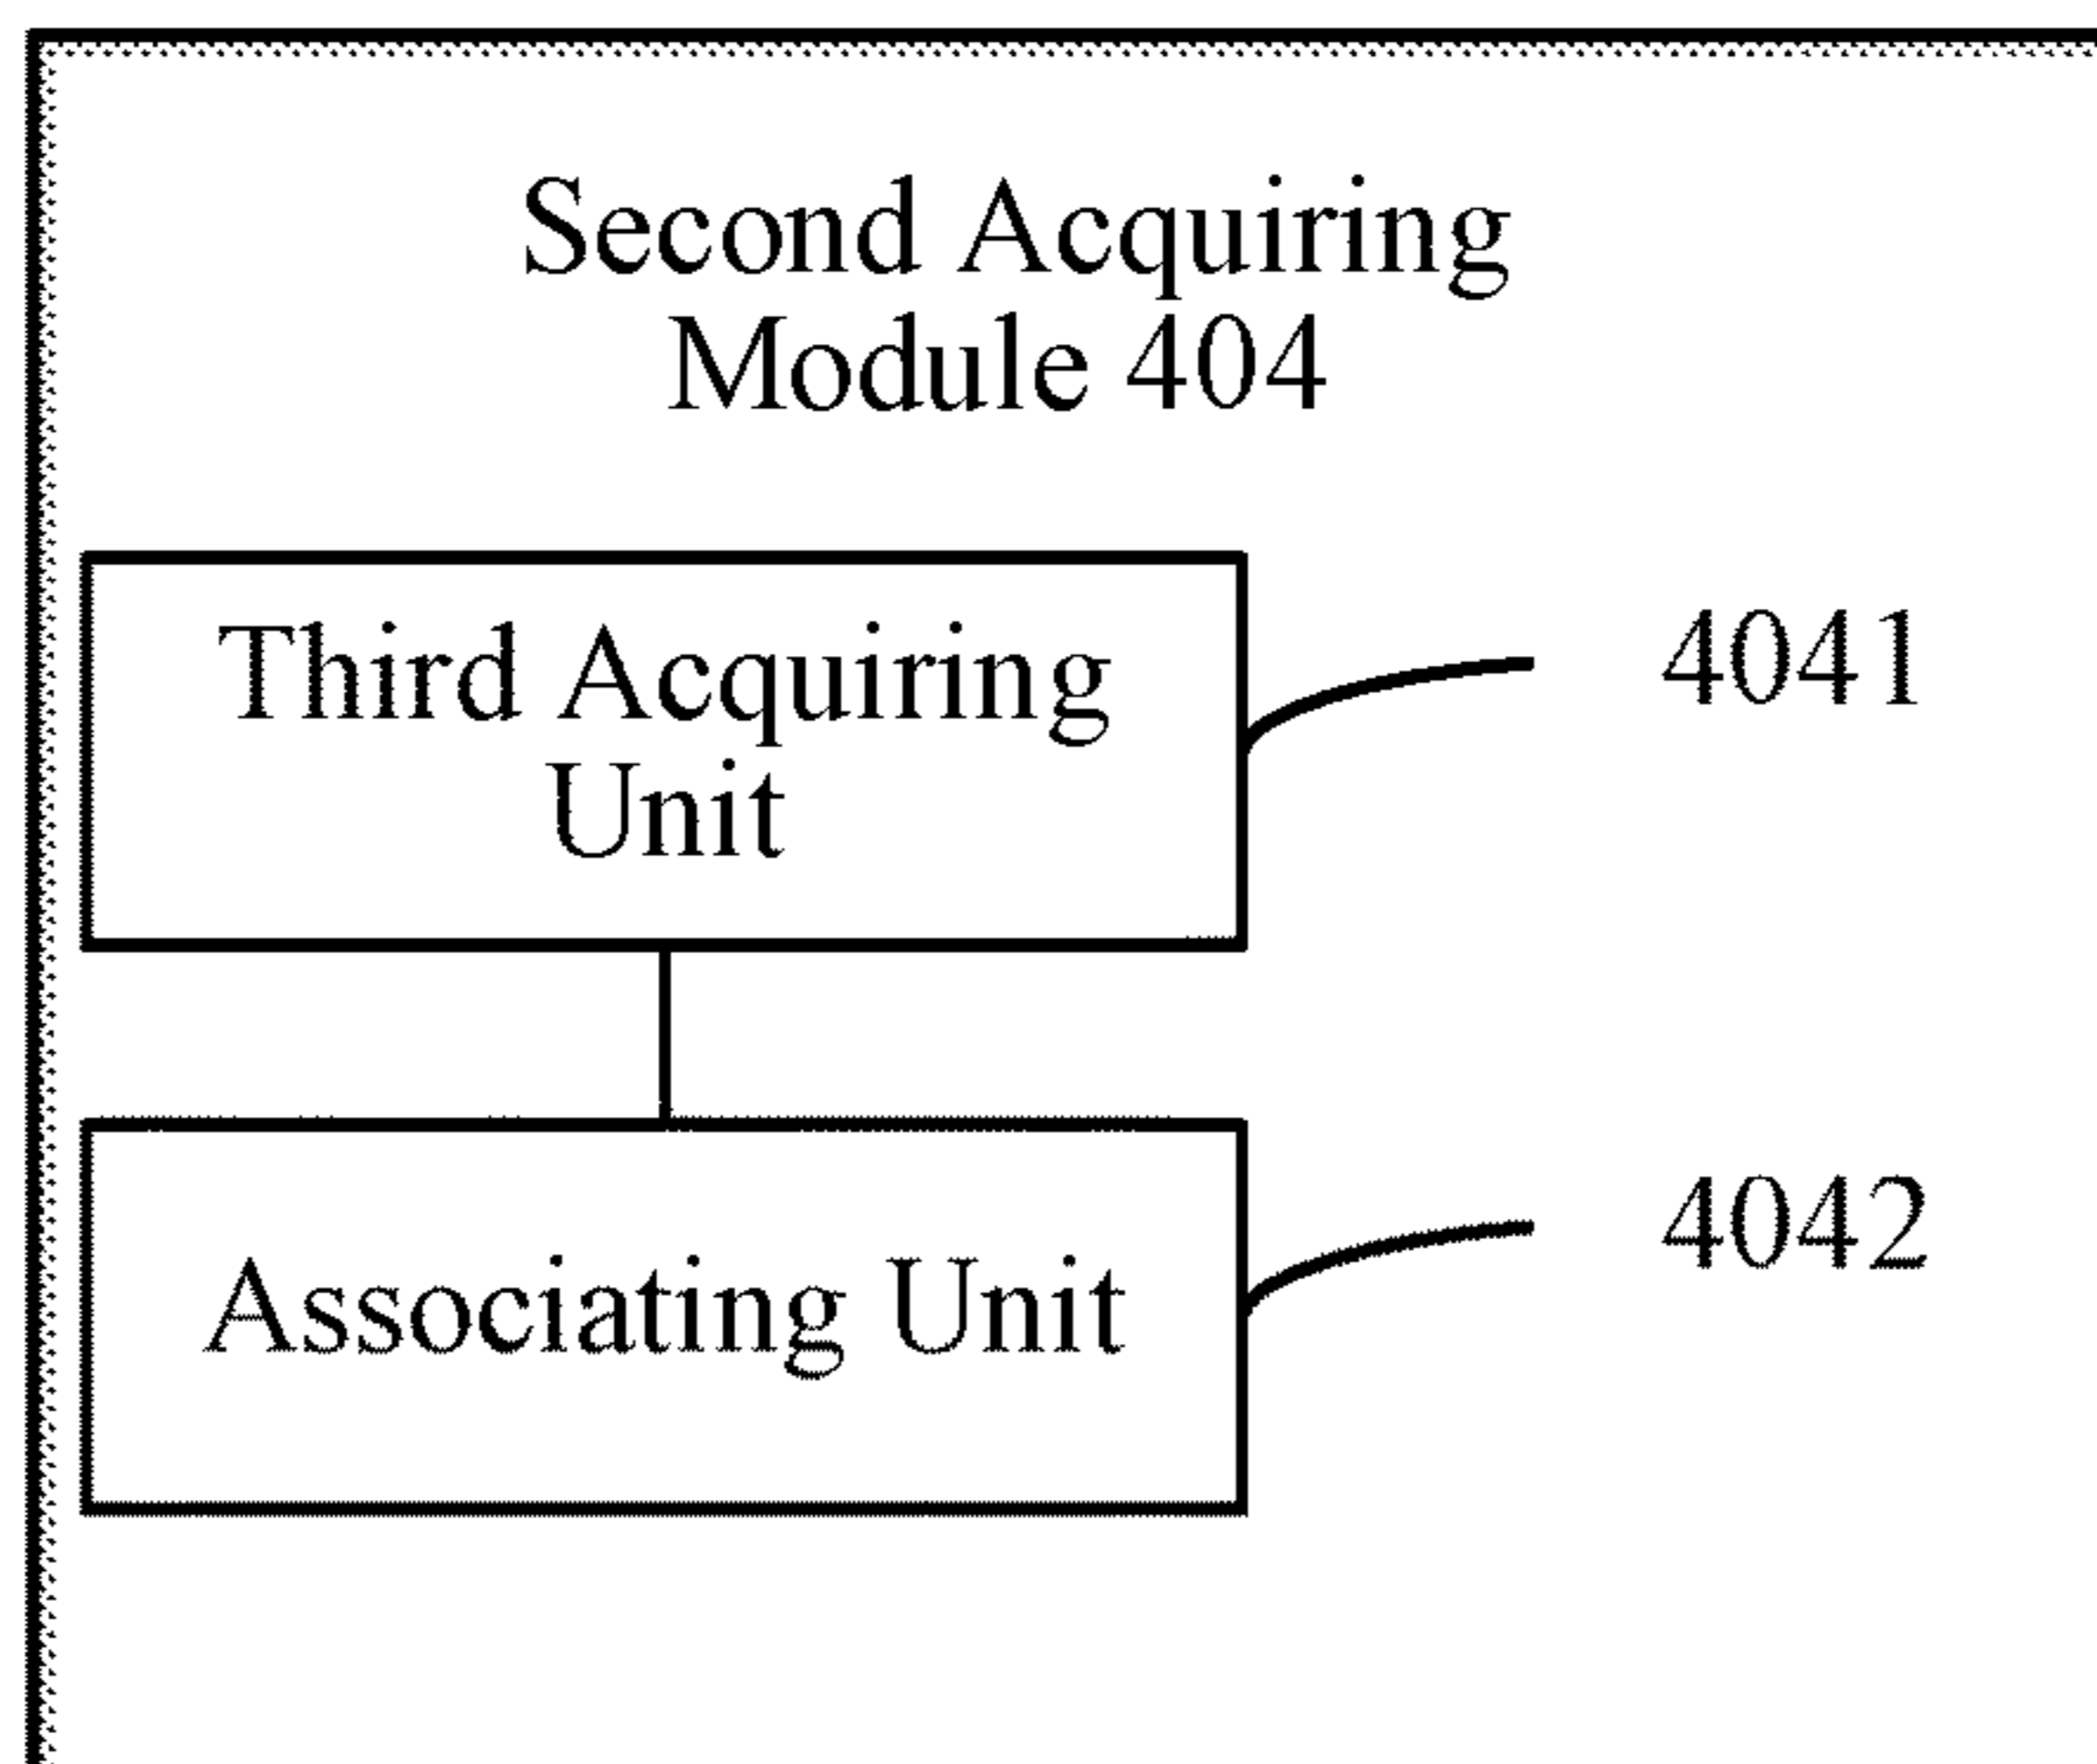 Second Acquiring
Module 404
Third Acquiring
Unit
4041
Associating Unit
4042